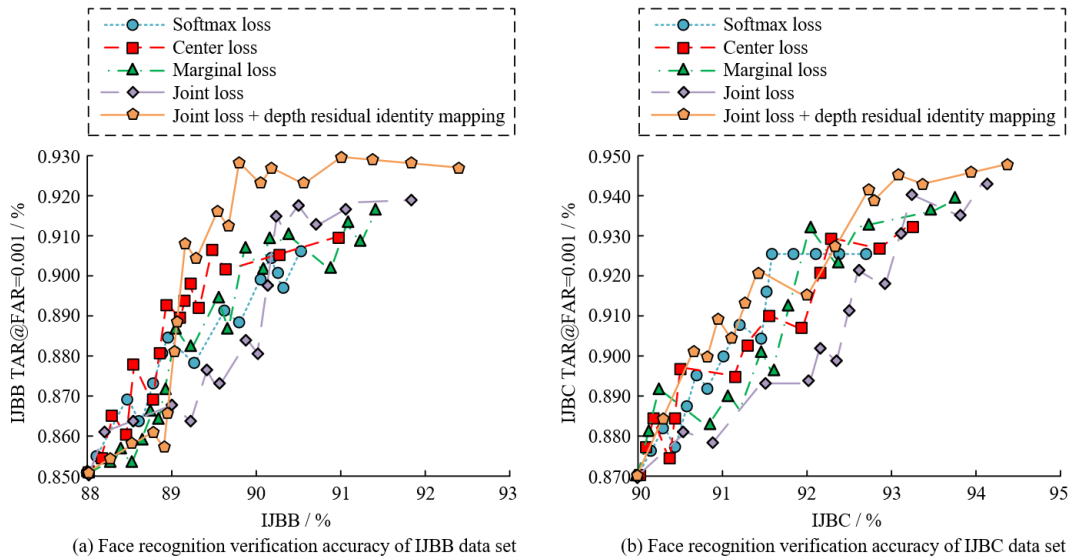 Softmax loss
Center loss
Marginal loss
Joint loss
Joint loss + depth residual identity mapping
0.930
0.920
0.910
0.900
0.890
0.880
0.870
0.860
0.850
IJBB TAR@FAR=0.001 / %
88 89 90 91 92 93
IJBB / %
(a) Face recognition verification accuracy of IJBB data set
Softmax loss
Center loss
Marginal loss
Joint loss
Joint loss + depth residual identity mapping
0.950
0.940
0.930
0.920
0.910
0.900
0.890
0.880
0.870
IJBC TAR@FAR=0.001 / %
90 91 92 93 94 95
IJBC / %
(b) Face recognition verification accuracy of IJBC data set